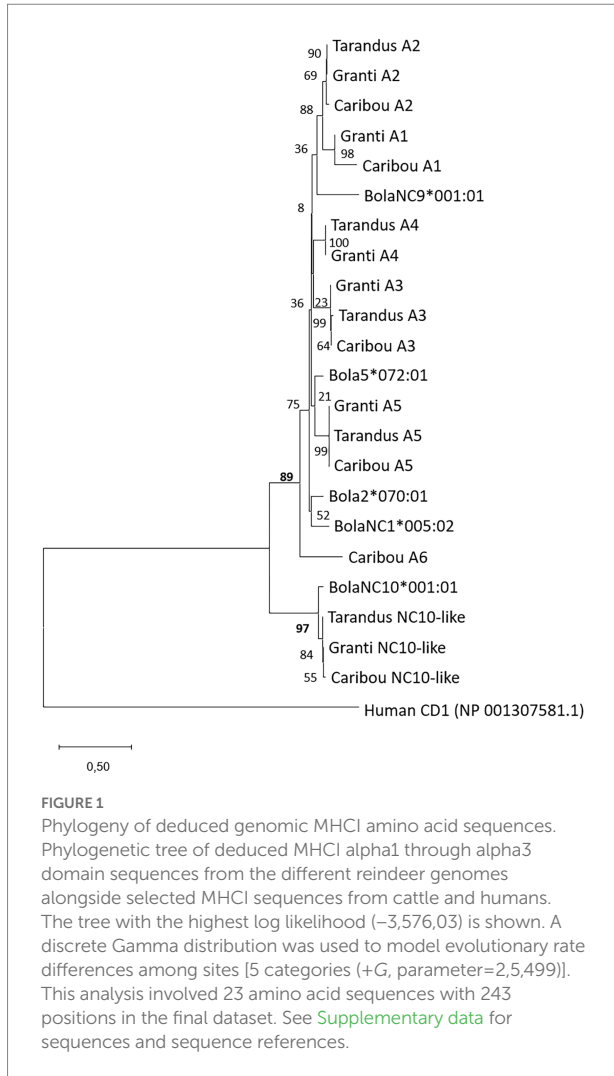 Tarandus A2
90
69
Granti A2
88
Caribou A2
Granti A1
36
98
Caribou A1
BolaNC9*001:01
8
Tarandus A4
100
Granti A4
Granti A3
36
23
Tarandus A3
99
64
Caribou A3
Bola5*072:01
75
21
Granti A5
Tarandus A5
99
Caribou A5
89
Bola2*070:01
52
BolaNC1*005:02
Caribou A6
BolaNC10*001:01
Tarandus NC10-like
97
Granti NC10-like
84
55
Caribou NC10-like
Human CD1 (NP 001307581.1)
0,50
FIGURE 1
Phylogeny of deduced genomic MHCI amino acid sequences.
Phylogenetic tree of deduced MHCI alpha1 through alpha3
domain sequences from the different reindeer genomes
alongside selected MHCI sequences from cattle and humans.
The tree with the highest log likelihood (−3,576,03) is shown. A
discrete Gamma distribution was used to model evolutionary rate
differences among sites [5 categories (+G, parameter=2,5,499)].
This analysis involved 23 amino acid sequences with 243
positions in the final dataset. See Supplementary data for
sequences and sequence references.